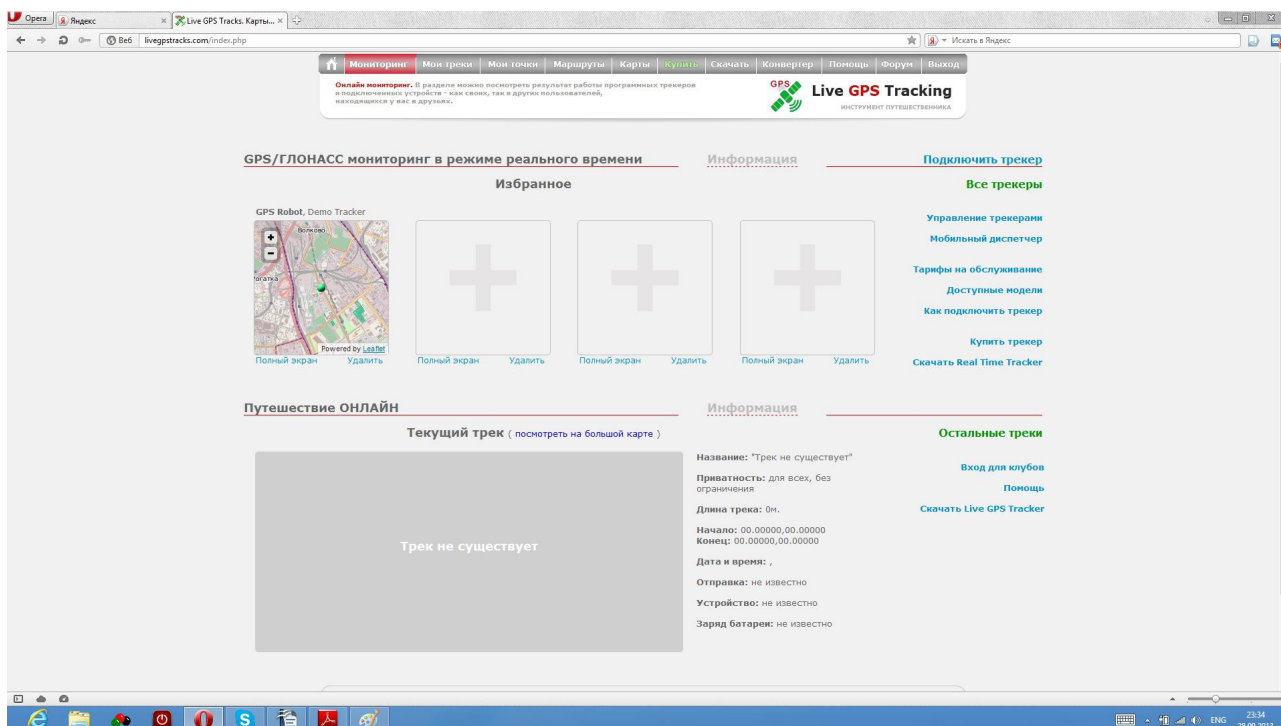 Opera
Яндекс
Live GPS Tracks. Карты...
Веб
livegpstracks.com/index.php
Искать в Яндекс
Мониторинг Мои треки Мои точки Маршруты Карты Купить Скачать Конвертер Помощь Форум Выход
Онлайн мониторинг. В разделе можно посмотреть результат работы программных трекеров
и подключенных устройств - как своих, так и других пользователей,
находящихся у вас в друзьях.
GPS
Live GPS Tracking
ИНСТРУМЕНТ ПУТЕШЕСТВЕННИКА
GPS/ГЛОНАСС мониторинг в режиме реального времени
Информация
Подключить трекер
Избранное
Все трекеры
GPS Robot, Demo Tracker
Волково
Powered by Leaflet
Полный экран Удалить
Полный экран Удалить
Полный экран Удалить
Полный экран Удалить
Управление трекерами
Мобильный диспетчер
Тарифы на обслуживание
Доступные модели
Как подключить трекер
Купить трекер
Скачать Real Time Tracker
Путешествие ОНЛАЙН
Информация
Текущий трек ( посмотреть на большой карте )
Остальные треки
Трек не существует
Название: "Трек не существует"
Приватность: для всех, без
ограничения
Длина трека: 0м.
Начало: 00.00000,00.00000
Конец: 00.00000,00.00000
Дата и время: ,
Отправка: не известно
Устройство: не известно
Заряд батареи: не известно
Вход для клубов
Помощь
Скачать Live GPS Tracker
ENG
23:34